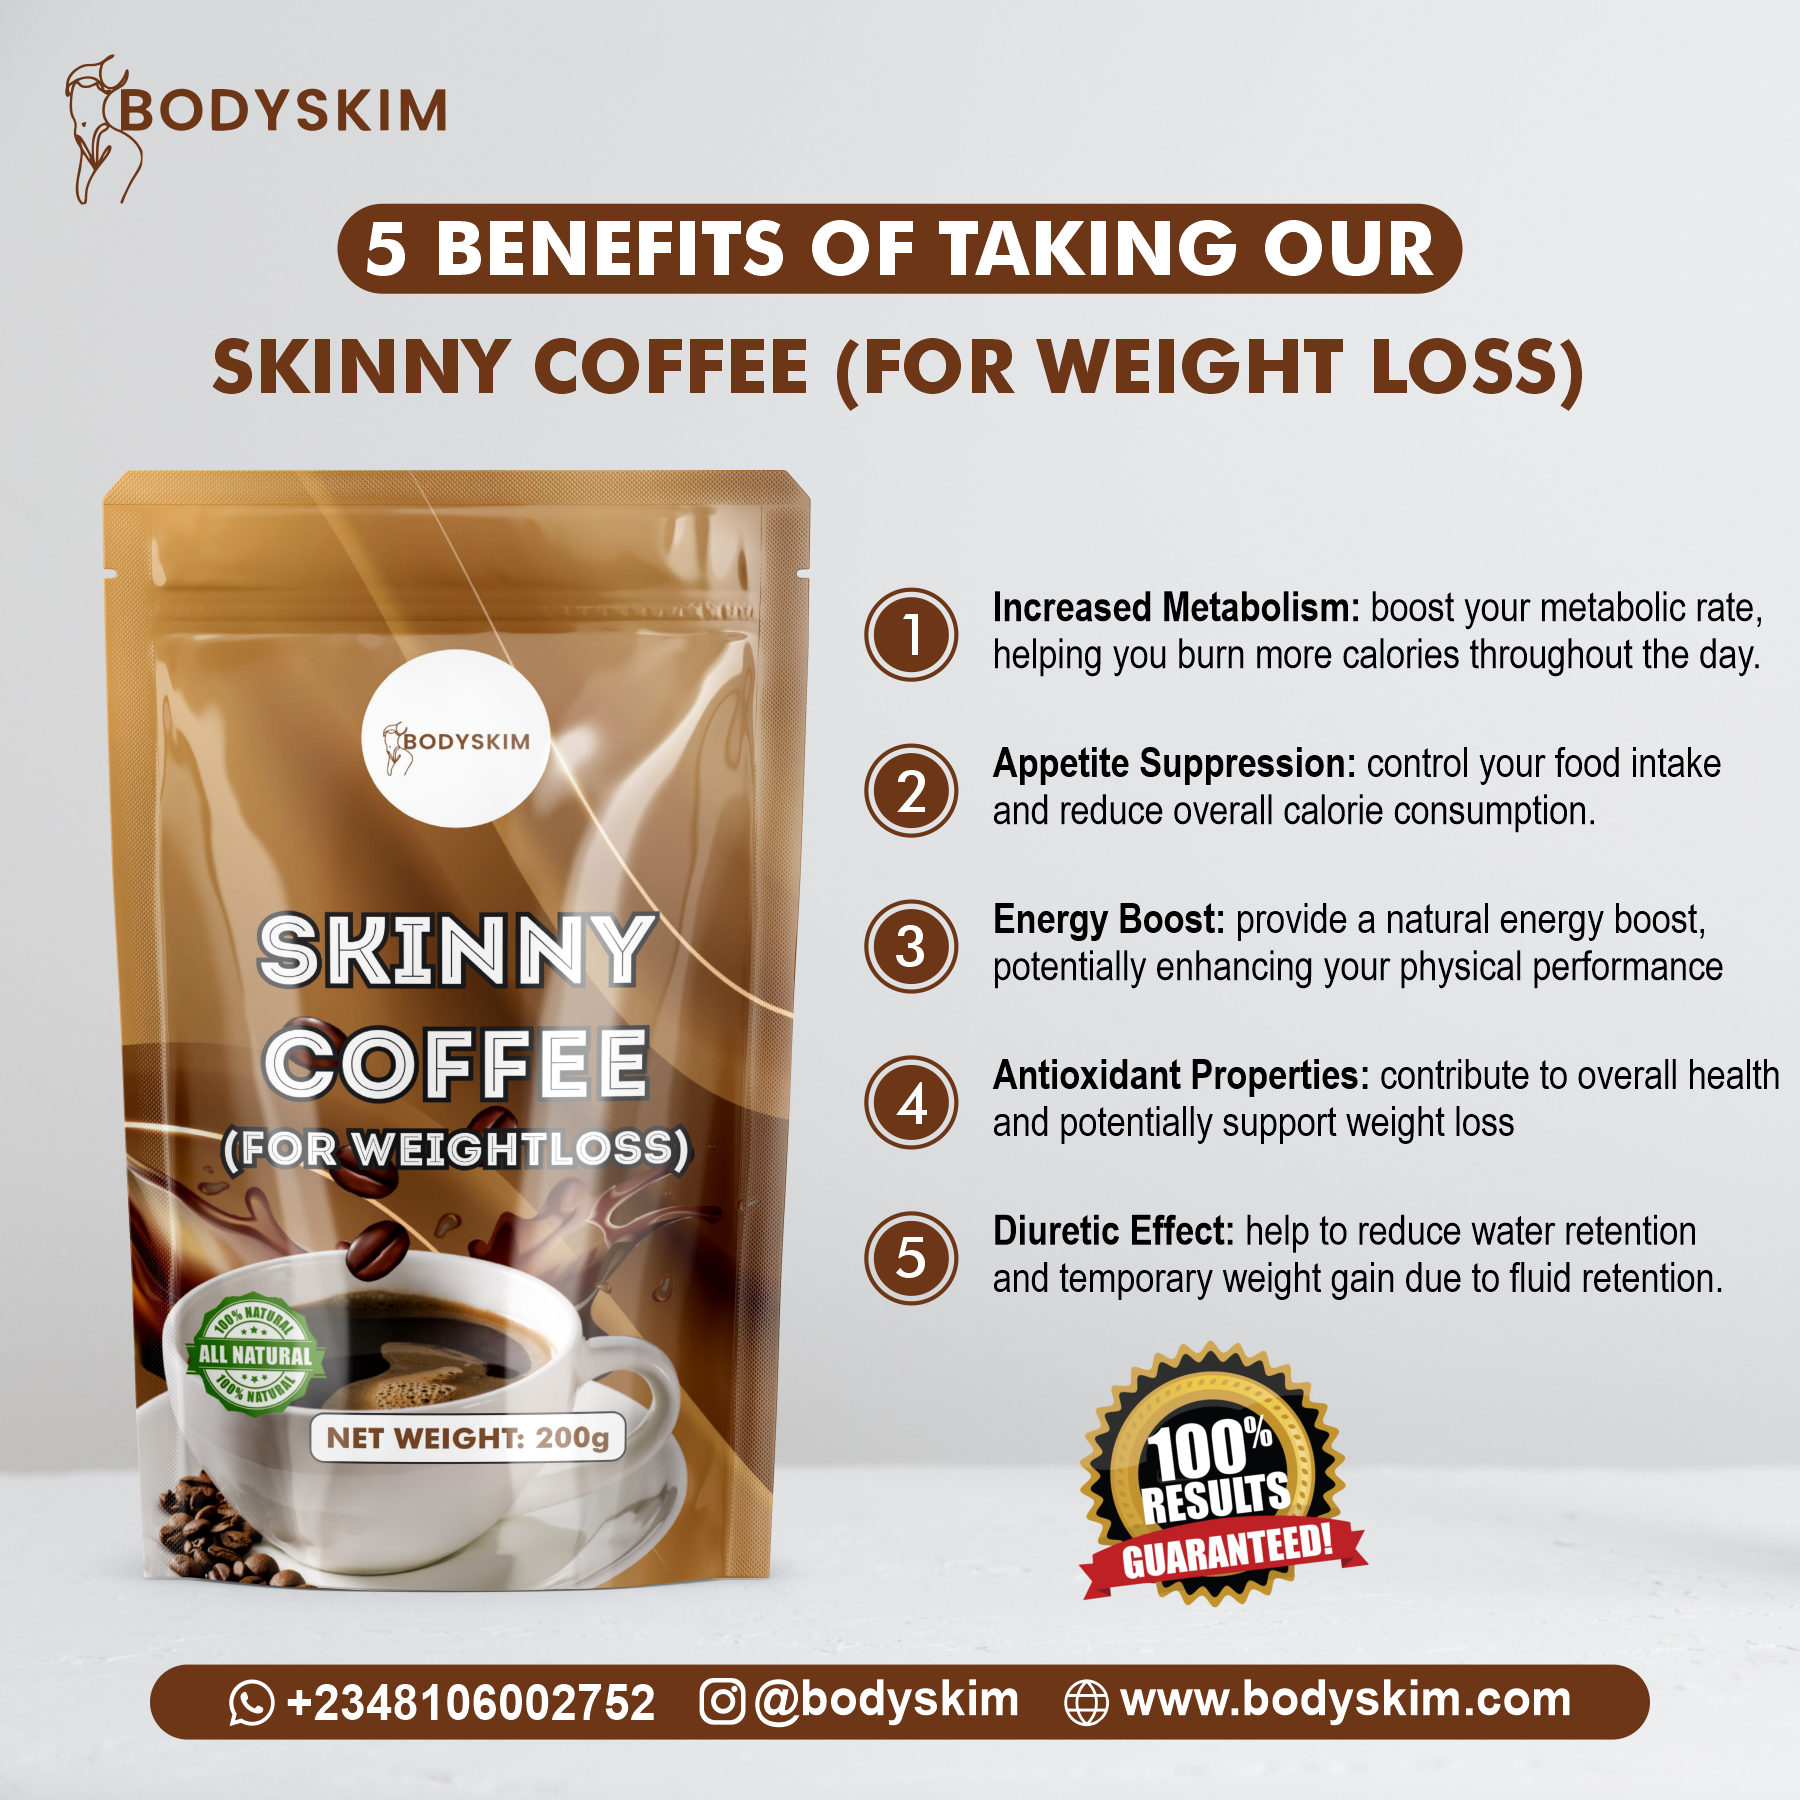 BODYSKIM
5 BENEFITS OF TAKING OUR
SKINNY COFFEE (FOR WEIGHT LOSS)
BODYSKIM
SKINNY
COFFEE
(FOR WEIGHTLOSS)
100% NATURAL
ALL NATURAL
100% NATURAL
NET WEIGHT: 200g
1
Increased Metabolism: boost your metabolic rate,
helping you burn more calories throughout the day.
2
Appetite Suppression: control your food intake
and reduce overall calorie consumption.
3
Energy Boost: provide a natural energy boost,
potentially enhancing your physical performance
4
Antioxidant Properties: contribute to overall health
and potentially support weight loss
5
Diuretic Effect: help to reduce water retention
and temporary weight gain due to fluid retention.
100%
RESULTS
GUARANTEED!
+2348106002752 @bodyskim www.bodyskim.com